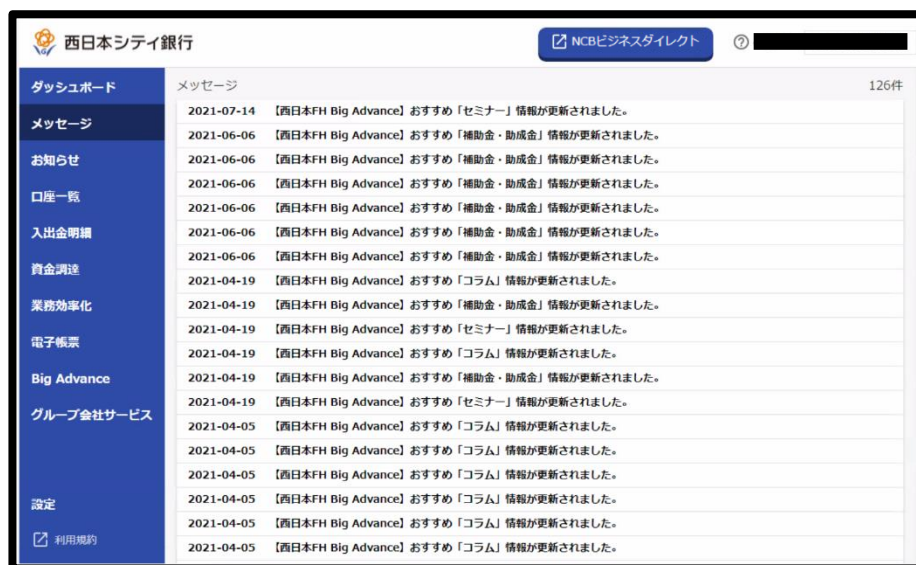 西日本シティ銀行
NCBビジネスダイレクト
ダッシュボード
メッセージ
お知らせ
口座一覧
入出金明細
資金調達
業務効率化
電子帳票
Big Advance
グループ会社サービス
設定
利用規約
メッセージ 126件
2021-07-14 【西日本FH Big Advance】おすすめ「セミナー」情報が更新されました。
2021-06-06 【西日本FH Big Advance】おすすめ「補助金・助成金」情報が更新されました。
2021-06-06 【西日本FH Big Advance】おすすめ「補助金・助成金」情報が更新されました。
2021-06-06 【西日本FH Big Advance】おすすめ「補助金・助成金」情報が更新されました。
2021-06-06 【西日本FH Big Advance】おすすめ「補助金・助成金」情報が更新されました。
2021-06-06 【西日本FH Big Advance】おすすめ「補助金・助成金」情報が更新されました。
2021-06-06 【西日本FH Big Advance】おすすめ「補助金・助成金」情報が更新されました。
2021-04-19 【西日本FH Big Advance】おすすめ「コラム」情報が更新されました。
2021-04-19 【西日本FH Big Advance】おすすめ「補助金・助成金」情報が更新されました。
2021-04-19 【西日本FH Big Advance】おすすめ「セミナー」情報が更新されました。
2021-04-19 【西日本FH Big Advance】おすすめ「コラム」情報が更新されました。
2021-04-19 【西日本FH Big Advance】おすすめ「補助金・助成金」情報が更新されました。
2021-04-19 【西日本FH Big Advance】おすすめ「セミナー」情報が更新されました。
2021-04-05 【西日本FH Big Advance】おすすめ「コラム」情報が更新されました。
2021-04-05 【西日本FH Big Advance】おすすめ「コラム」情報が更新されました。
2021-04-05 【西日本FH Big Advance】おすすめ「コラム」情報が更新されました。
2021-04-05 【西日本FH Big Advance】おすすめ「コラム」情報が更新されました。
2021-04-05 【西日本FH Big Advance】おすすめ「コラム」情報が更新されました。
2021-04-05 【西日本FH Big Advance】おすすめ「コラム」情報が更新されました。